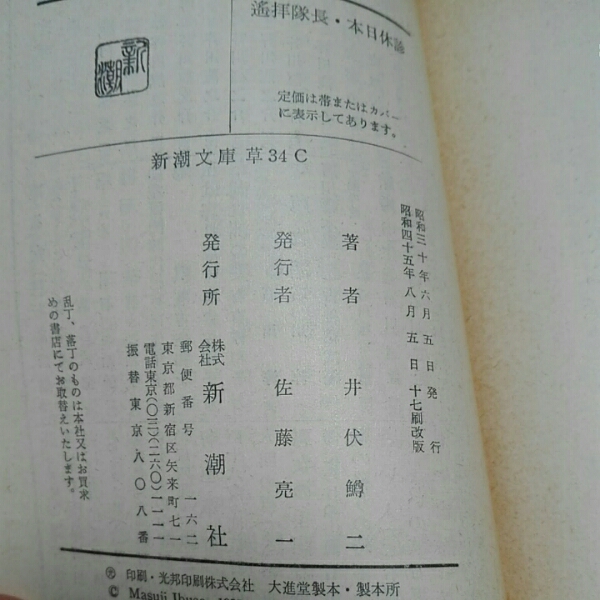 遙拝隊長・本日休診
新潮
定価は帯またはカバー
に表示してあります。
新潮文庫 草34C
昭和三十年六月五日発行
昭和四十五年八月五日十七刷改版
著者 井伏鱒二
発行者 佐藤亮一
発行所 株式会社 新潮社
郵便番号 一六二
東京都新宿区矢来町七一
電話東京(〇三)(二六〇)一一一一
振替東京八〇八番
乱丁、落丁のものは本社又はお買求
めの書店にてお取替えいたします。
印刷・光邦印刷株式会社 大進堂製本・製本所
© Masuji